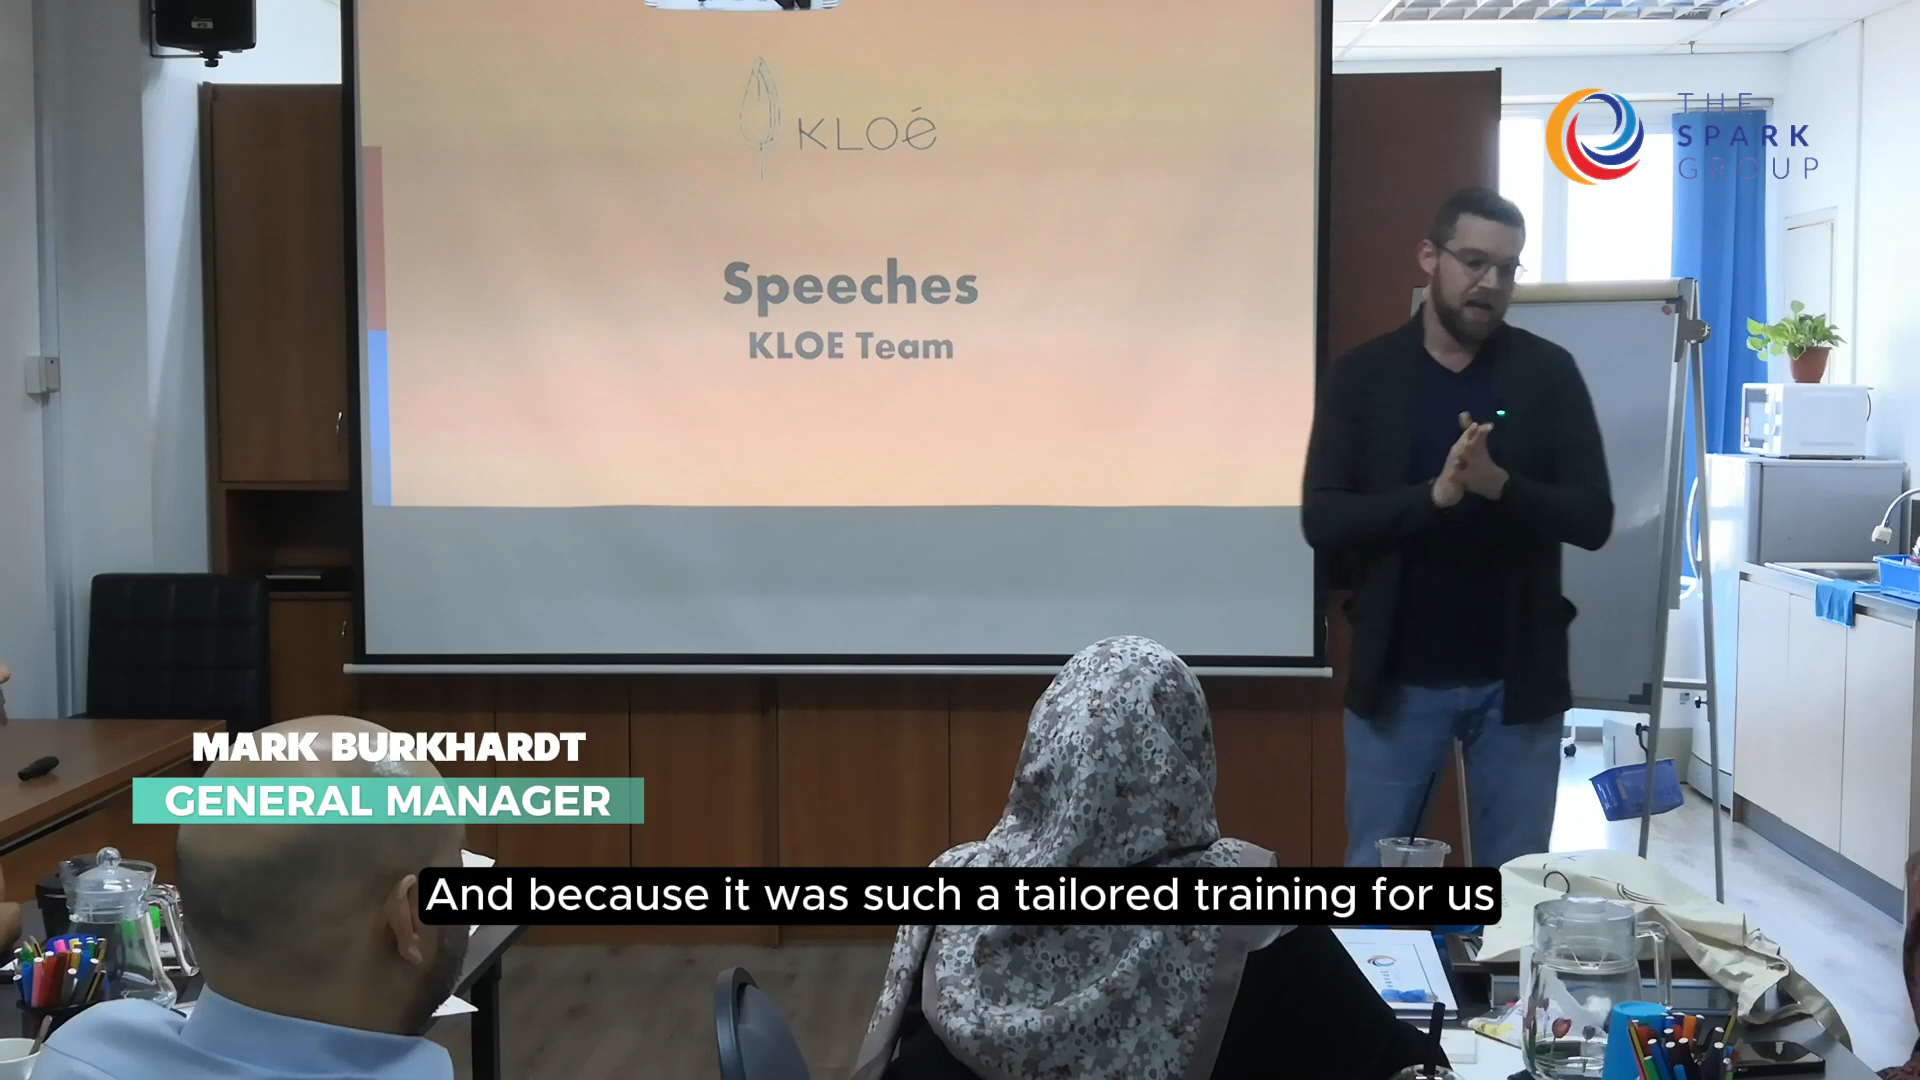 KLOé
Speeches
KLOE Team
THE
SPARK
GROUP
MARK BURKHARDT
GENERAL MANAGER
And because it was such a tailored training for us